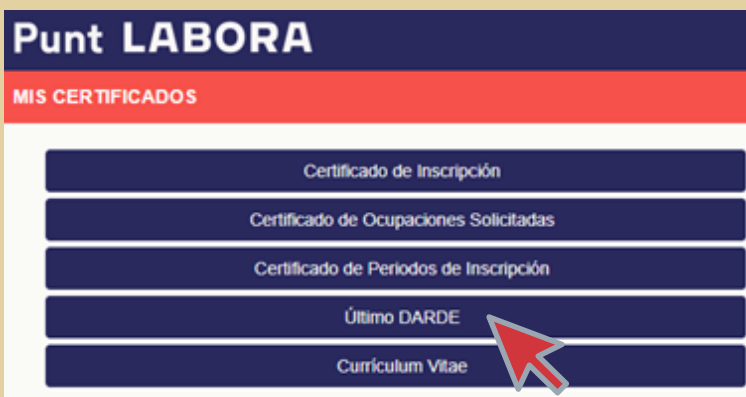 Punt LABORA
MIS CERTIFICADOS
Certificado de Inscripción
Certificado de Ocupaciones Solicitadas
Certificado de Periodos de Inscripción
Último DARDE
Currículum Vitae